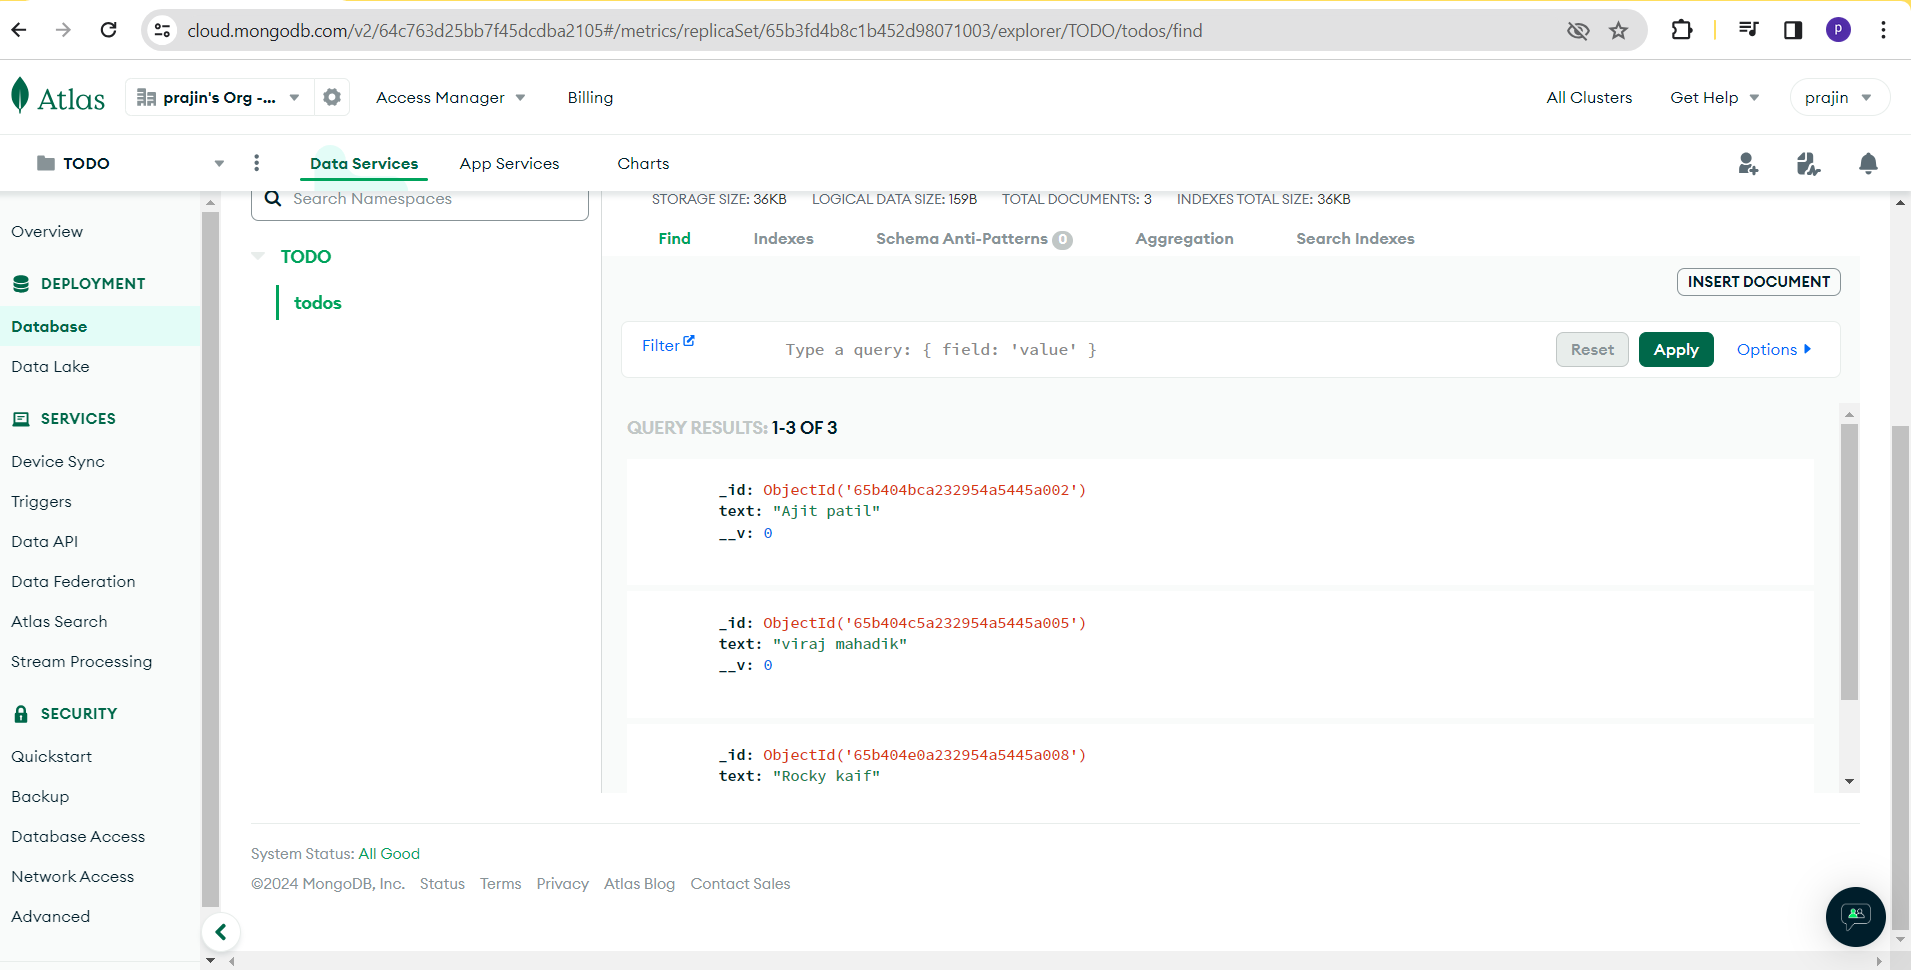 cloud.mongodb.com/v2/64c763d25bb7f45dcdba2105#/metrics/replicaSet/65b3fd4b8c1b452d98071003/explorer/TODO/todos/find
p
Atlas
prajin's Org -...
Access Manager
Billing
All Clusters
Get Help
prajin
TODO
Data Services
App Services
Charts
Search Namespaces
STORAGE SIZE: 36KB
LOGICAL DATA SIZE: 159B
TOTAL DOCUMENTS: 3
INDEXES TOTAL SIZE: 36KB
Overview
DEPLOYMENT
Database
Data Lake
SERVICES
Device Sync
Triggers
Data API
Data Federation
Atlas Search
Stream Processing
SECURITY
Quickstart
Backup
Database Access
Network Access
Advanced
TODO
todos
Find
Indexes
Schema Anti-Patterns 0
Aggregation
Search Indexes
INSERT DOCUMENT
Filter
Type a query: { field: 'value' }
Reset
Apply
Options
QUERY RESULTS: 1-3 OF 3
_id: ObjectId('65b404bca232954a5445a002')
text: "Ajit patil"
__v: 0
_id: ObjectId('65b404c5a232954a5445a005')
text: "viraj mahadik"
__v: 0
_id: ObjectId('65b404e0a232954a5445a008')
text: "Rocky kaif"
System Status: All Good
©2024 MongoDB, Inc.
Status
Terms
Privacy
Atlas Blog
Contact Sales